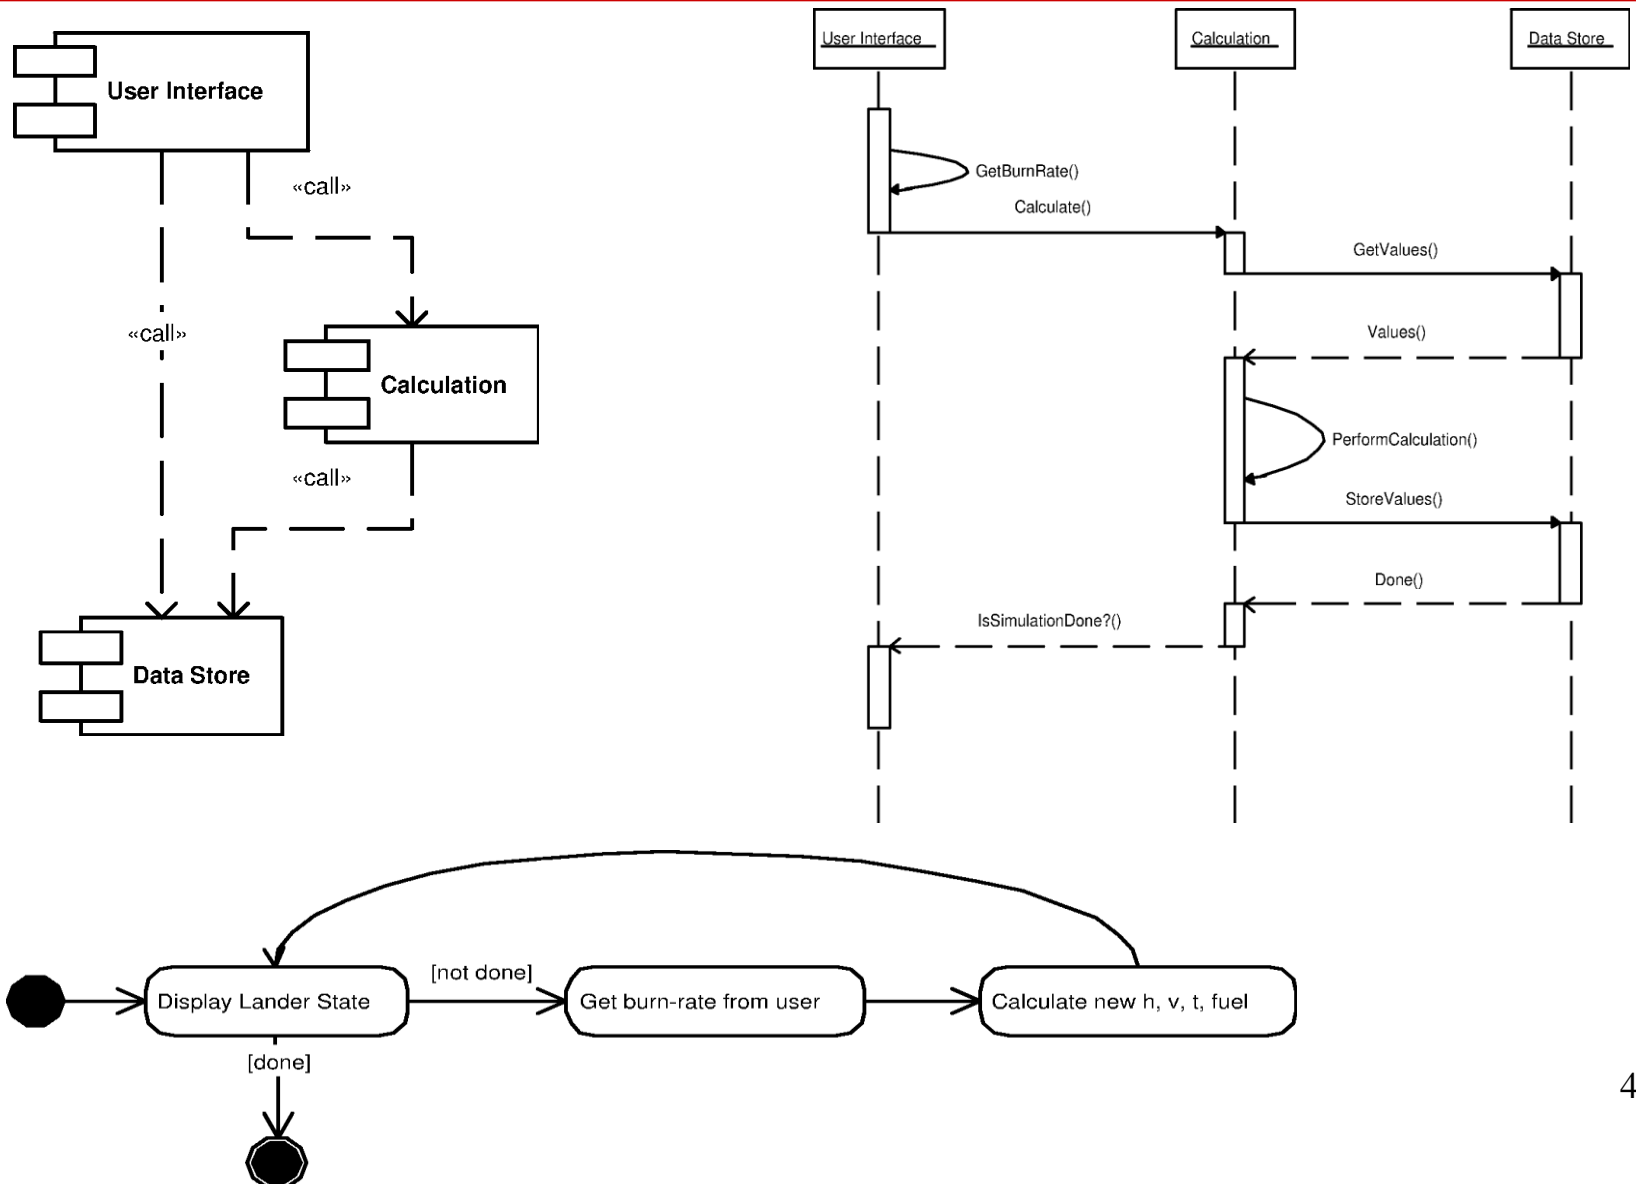 User Interface
«call»
«call»
Calculation
«call»
Data Store
User Interface
Calculation
Data Store
GetBurnRate()
Calculate()
GetValues()
Values()
PerformCalculation()
StoreValues()
Done()
IsSimulationDone?()
Display Lander State
[not done]
Get burn-rate from user
Calculate new h, v, t, fuel
[done]
4